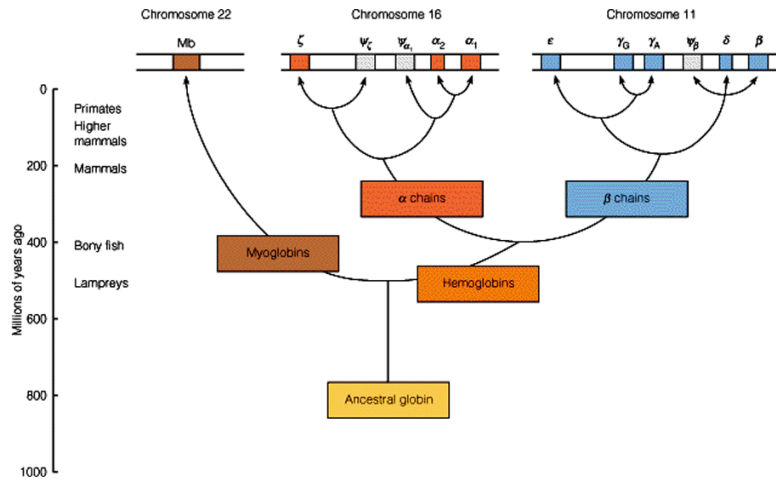 Chromosome 22
Chromosome 16
Chromosome 11
Mb
ζ
Ψζ
Ψα1
α2
α1
ε
γG
γA
Ψβ
δ
β
0
Primates
Higher
mammals
200
Mammals
α chains
β chains
400
Bony fish
Myoglobins
Lampreys
Hemoglobins
600
800
Ancestral globin
1000
Millions of years ago